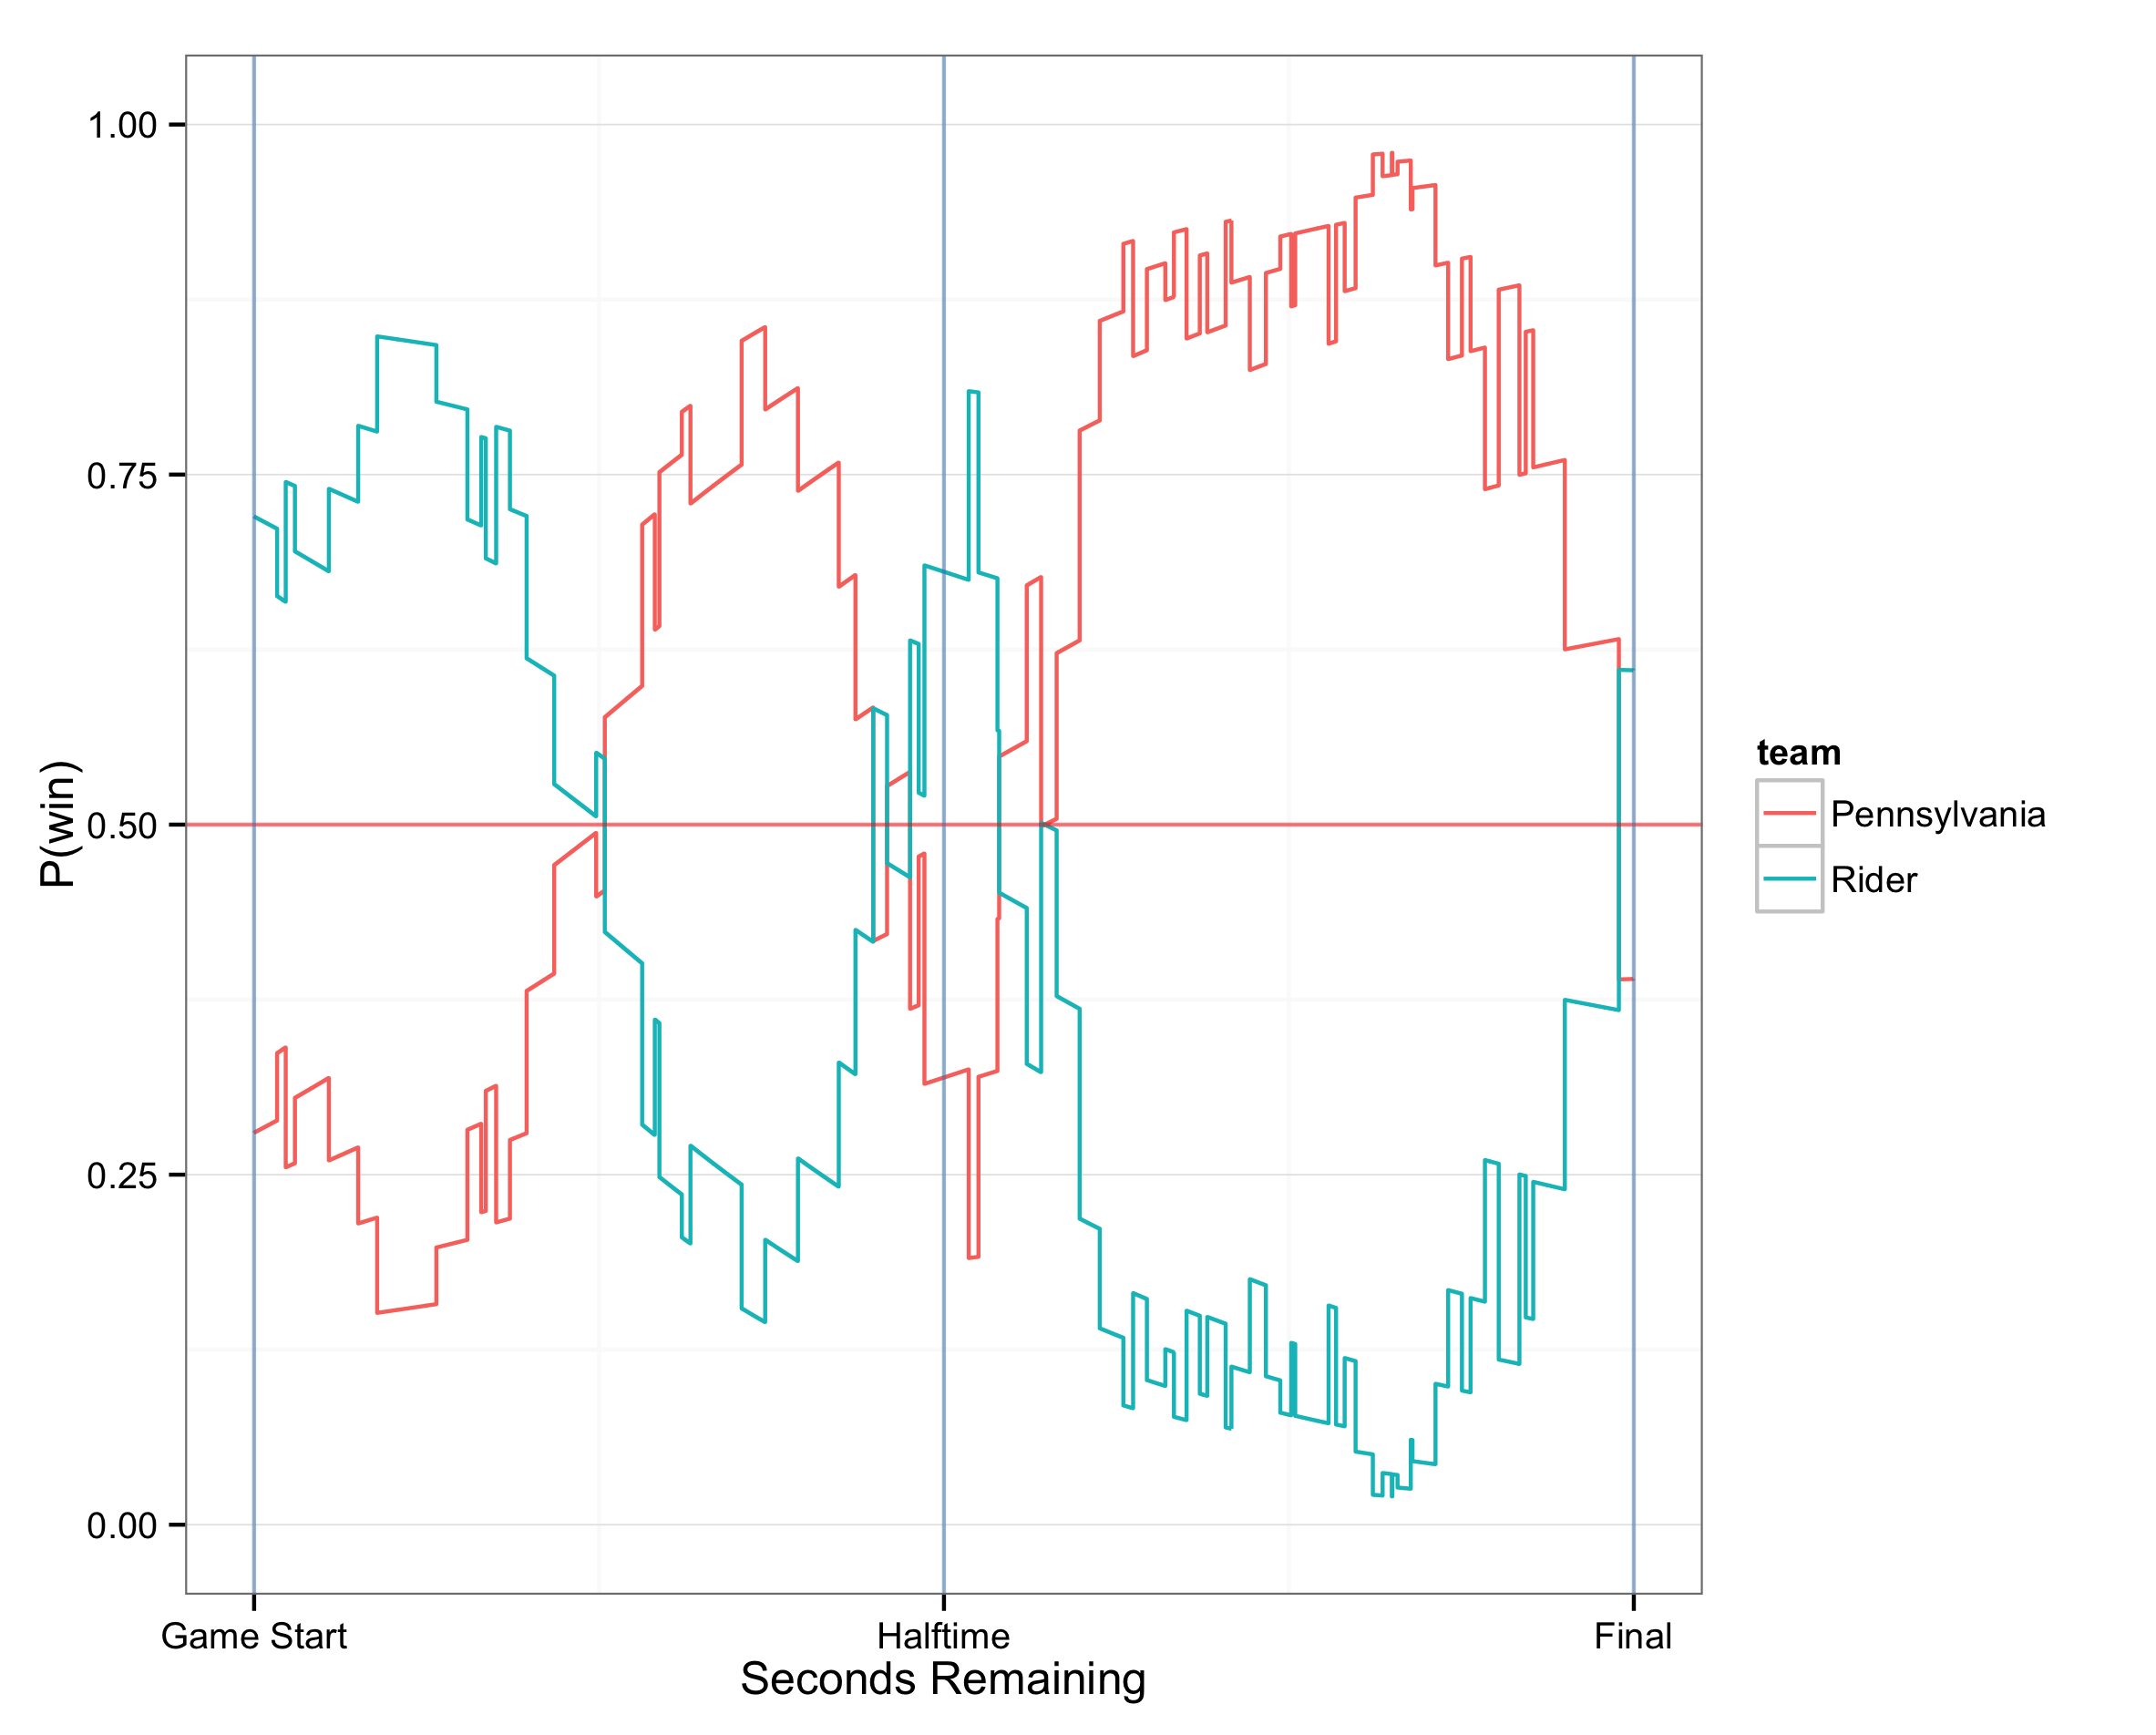 1.00
0.75
0.50
0.25
0.00
P(win)
Game Start
Halftime
Final
Seconds Remaining
team
Pennsylvania
Rider